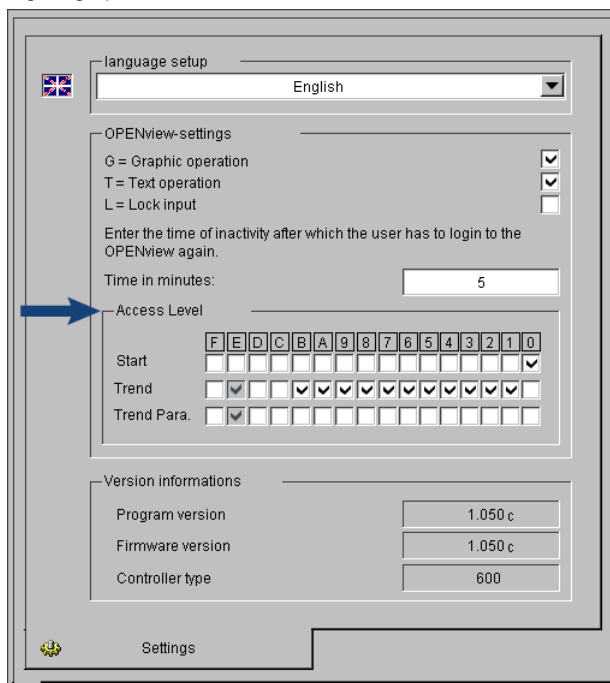 language setup
English
OPENview-settings
G = Graphic operation
T = Text operation
L = Lock input
Enter the time of inactivity after which the user has to login to the
OPENview again.
Time in minutes:
5
Access Level
F E D C B A 9 8 7 6 5 4 3 2 1 0
Start
Trend
Trend Para.
Version informations
Program version
1.050 c
Firmware version
1.050 c
Controller type
600
Settings